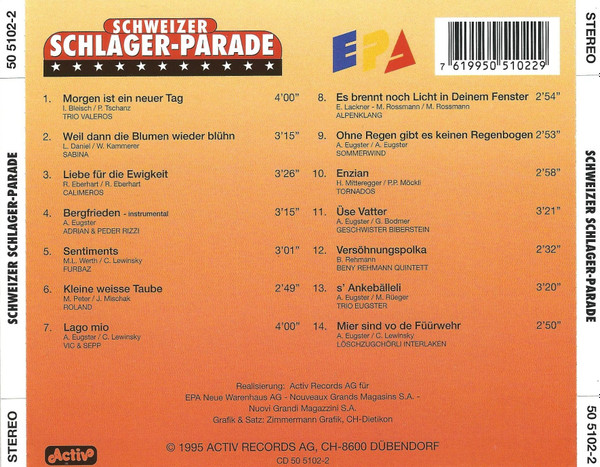 50 5102-2
SCHWEIZER SCHLAGER-PARADE
STEREO
SCHWEIZER
SCHLAGER-PARADE
EPA
7 619950 510229
1. Morgen ist ein neuer Tag 4'00"
I. Bleisch / P. Tschanz
TRIO VALEROS
2. Weil dann die Blumen wieder blühn 3'15"
L. Daniel / W. Kammerer
SABINA
3. Liebe für die Ewigkeit 3'26"
R. Eberhart / R. Eberhart
CALIMEROS
4. Bergfrieden - instrumental 3'15"
A. Eugster
ADRIAN & PEDER RIZZI
5. Sentiments 3'01"
M.L. Werth / C. Lewinsky
FURBAZ
6. Kleine weisse Taube 2'49"
M. Peter / J. Mischak
ROLAND
7. Lago mio 4'00"
A. Eugster / C. Lewinsky
VIC & SEPP
8. Es brennt noch Licht in Deinem Fenster 2'54"
E. Lackner - M. Rossmann / M. Rossmann
ALPENKLANG
9. Ohne Regen gibt es keinen Regenbogen 2'53"
A. Eugster / A. Eugster
SOMMERWIND
10. Enzian 2'58"
H. Mitteregger / P.P. Möckli
TORNADOS
11. Üse Vatter 3'21"
A. Eugster / G. Bodmer
GESCHWISTER BIBERSTEIN
12. Versöhnungspolka 2'32"
B. Rehmann
BENY REHMANN QUINTETT
13. s' Ankebälleli 3'20"
A. Eugster / M. Rüeger
TRIO EUGSTER
14. Mier sind vo de Füürwehr 2'50"
A. Eugster / C. Lewinsky
LÖSCHZUGCHÖRLI INTERLAKEN
Realisierung: Activ Records AG für
EPA Neue Warenhaus AG - Nouveaux Grands Magasins S.A. -
Nuovi Grandi Magazzini S.A.
Grafik & Satz: Zimmermann Grafik, CH-Dietikon
Activ
© 1995 ACTIV RECORDS AG, CH-8600 DÜBENDORF
CD 50 5102-2
STEREO
SCHWEIZER SCHLAGER-PARADE
50 5102-2